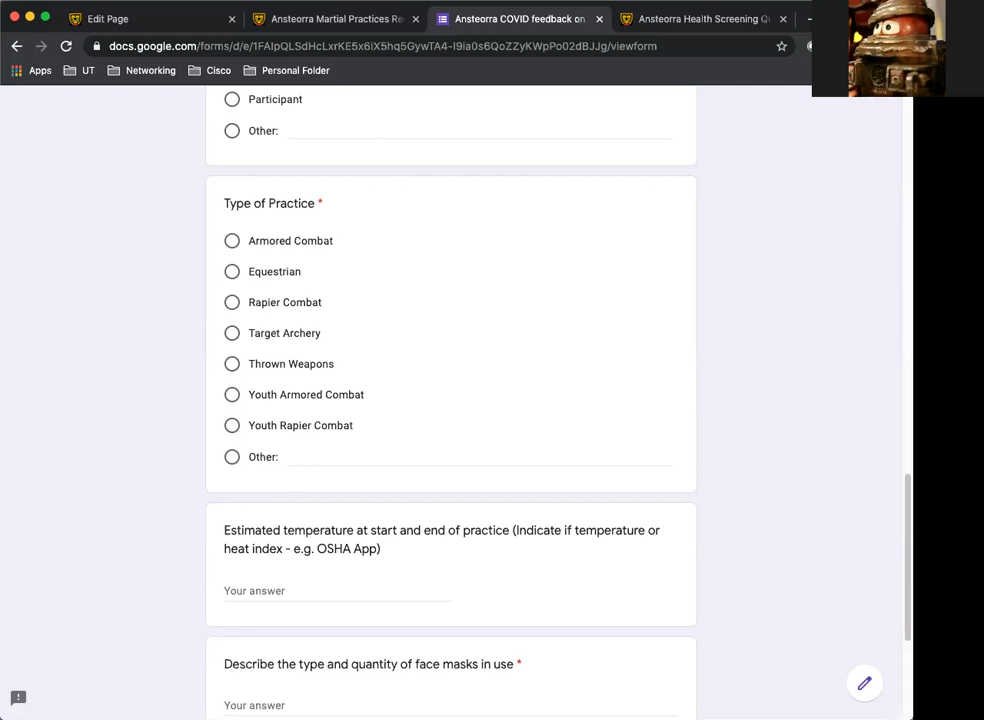 Edit Page
Ansteorra Martial Practices Re
Ansteorra COVID feedback on
Ansteorra Health Screening Q
docs.google.com/forms/d/e/1FAIpQLSdHcLxrKE5x6iX5hq5GywTA4-I9ia0s6QoZZyKWpPo02dBJJg/viewform
Apps UT Networking Cisco Personal Folder
Participant
Other:
Type of Practice *
Armored Combat
Equestrian
Rapier Combat
Target Archery
Thrown Weapons
Youth Armored Combat
Youth Rapier Combat
Other:
Estimated temperature at start and end of practice (Indicate if temperature or
heat index - e.g. OSHA App)
Your answer
Describe the type and quantity of face masks in use *
Your answer